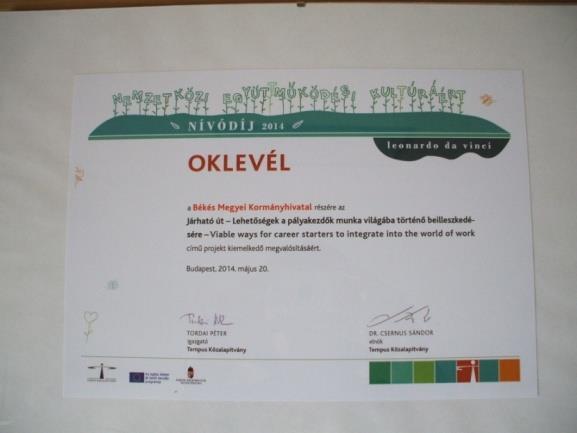 NEMZETKÖZI EGYÜTTMŰKÖDÉSI KULTÚRÁÉRT
NÍVÓDÍJ 2014
leonardo da vinci
OKLEVÉL
a Békés Megyei Kormányhivatal részére az
Járható út – Lehetőségek a pályakezdők munka világába történő beilleszkedé-
sére – Viable ways for career starters to integrate into the world of work
című projekt kiemelkedő megvalósításáért.
Budapest, 2014. május 20.
TORDAI PÉTER
igazgató
Tempus Közalapítvány
DR. CSERNUS SÁNDOR
elnök
Tempus Közalapítvány